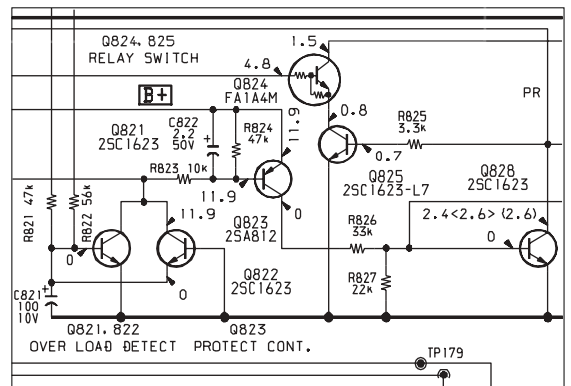 Q824. 825
RELAY SWITCH
1.5
4.8
B+
Q824
FA1A4M
PR
Q821
2SC1623
C822
2.2
50V
R824
47k
11.9
0.8
R825
3.3k
R823 10k
0.7
Q825
2SC1623-L7
Q828
2SC1623
R821 47k
R822 56k
11.9
11.9
0
Q823
2SA812
R826
33k
2.4<2.6>(2.6)
0
0
Q822
2SC1623
0
R827
22k
C821
100
10V
+
+
Q821. 822
OVER LOAD DETECT
Q823
PROTECT CONT.
TP179